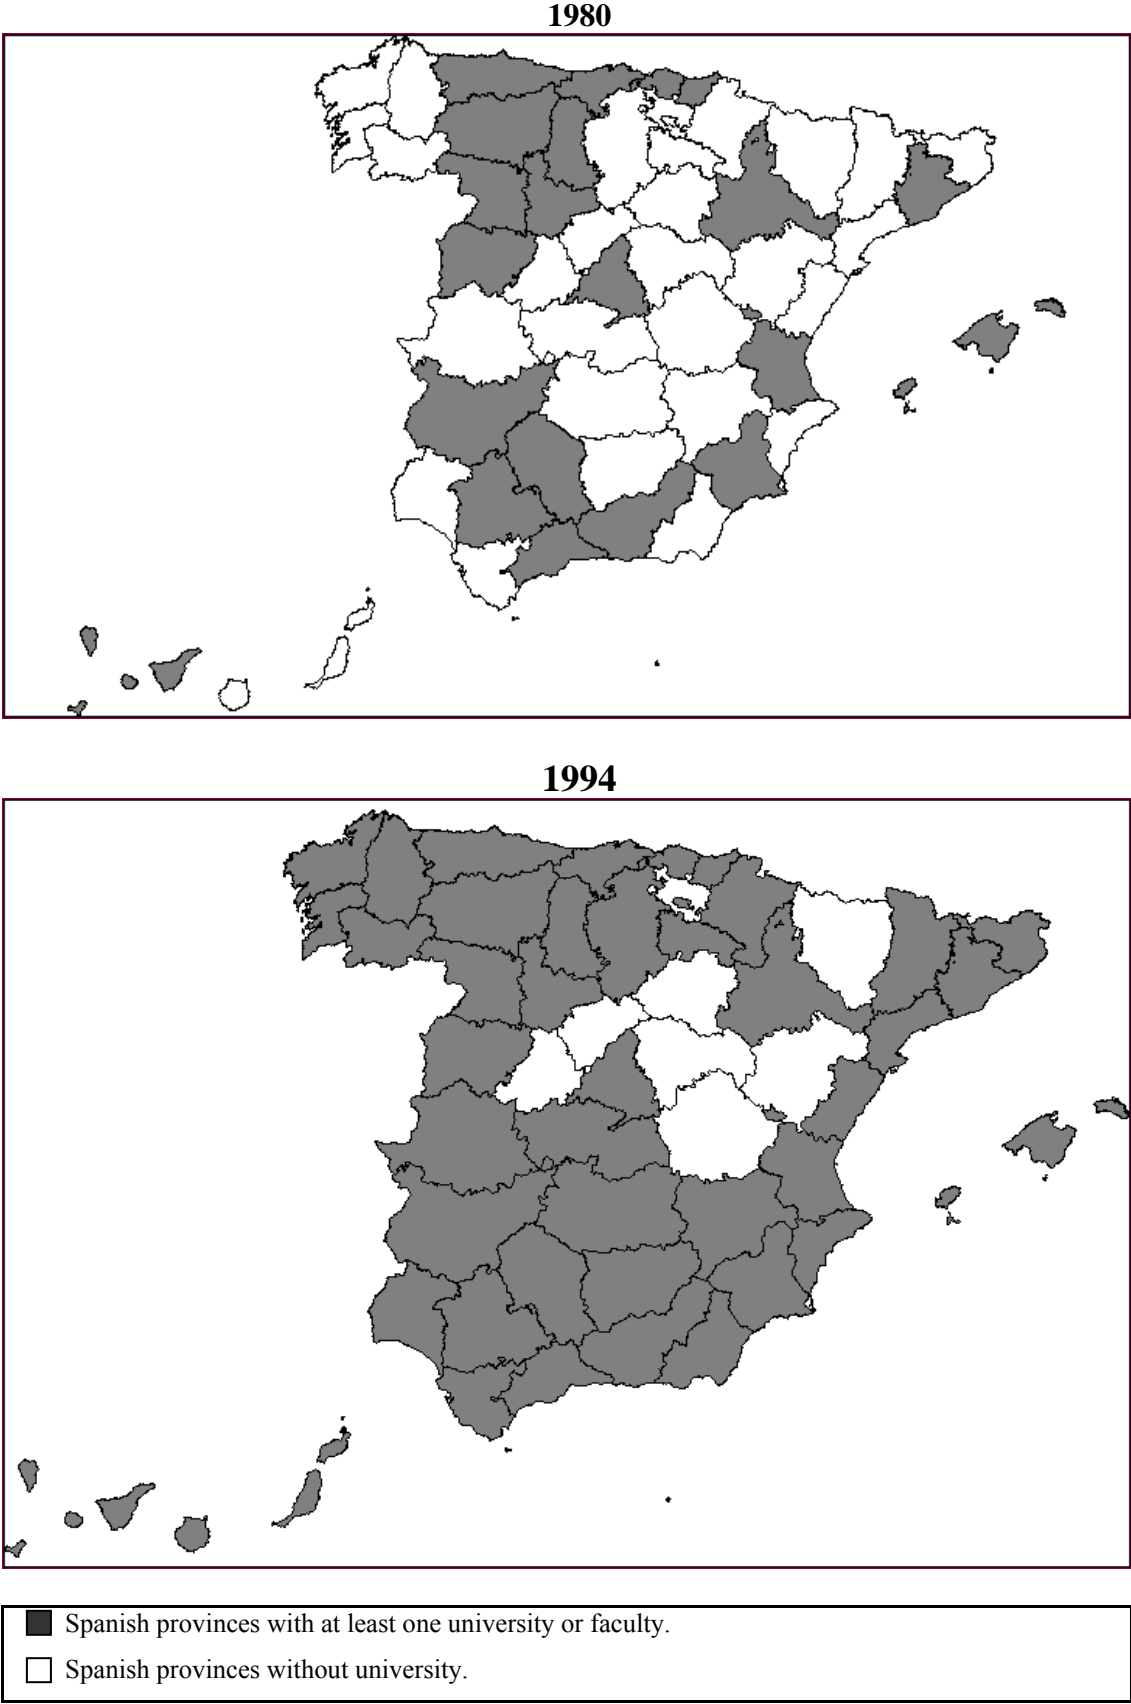 1980
1994
Spanish provinces with at least one university or faculty.
Spanish provinces without university.